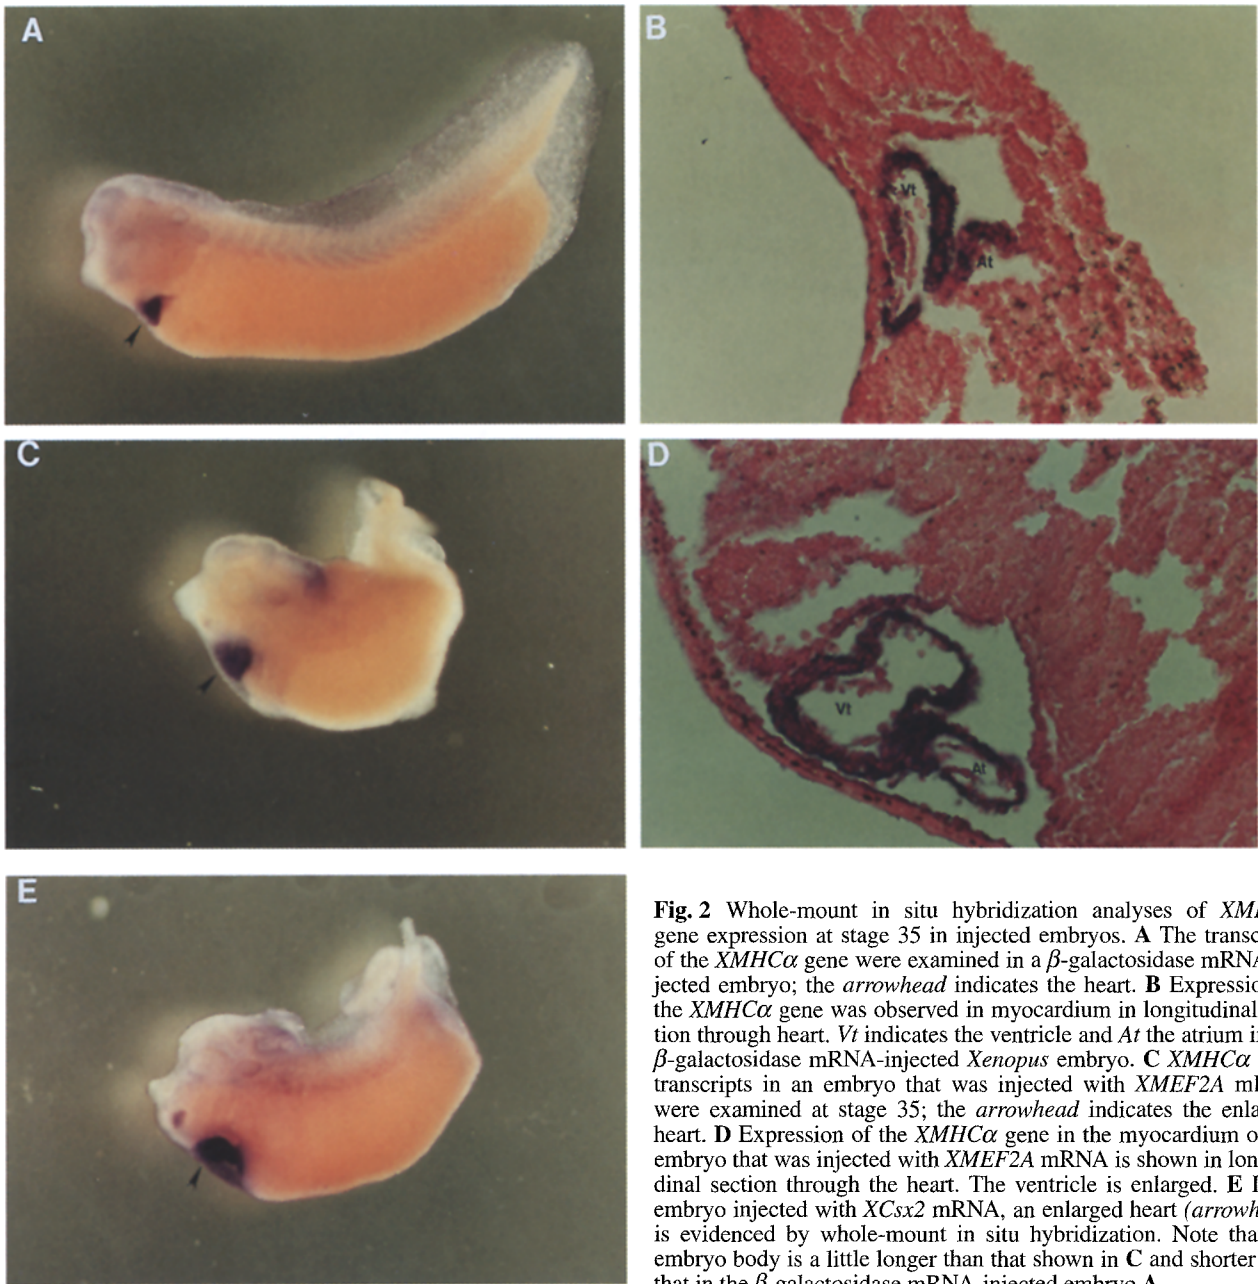 A
B
Vt
At
C
D
Vt
At
E
Fig. 2 Whole-mount in situ hybridization analyses of
gene expression at stage 35 in injected embryos. A The
of the XMHCα gene were examined in a β-galactosidase
jected embryo; the arrowhead indicates the heart. B
the XMHCα gene was observed in myocardium in longitudinal
tion through heart. Vt indicates the ventricle and At the atrium
β-galactosidase mRNA-injected Xenopus embryo. C XMHCα
transcripts in an embryo that was injected with XMEF2A
were examined at stage 35; the arrowhead indicates the
heart. D Expression of the XMHCα gene in the myocardium
embryo that was injected with XMEF2A mRNA is shown in
dinal section through the heart. The ventricle is enlarged. E
embryo injected with XCsx2 mRNA, an enlarged heart
is evidenced by whole-mount in situ hybridization. Note
embryo body is a little longer than that shown in C and shorter
that in the β-galactosidase mRNA-injected embryo A